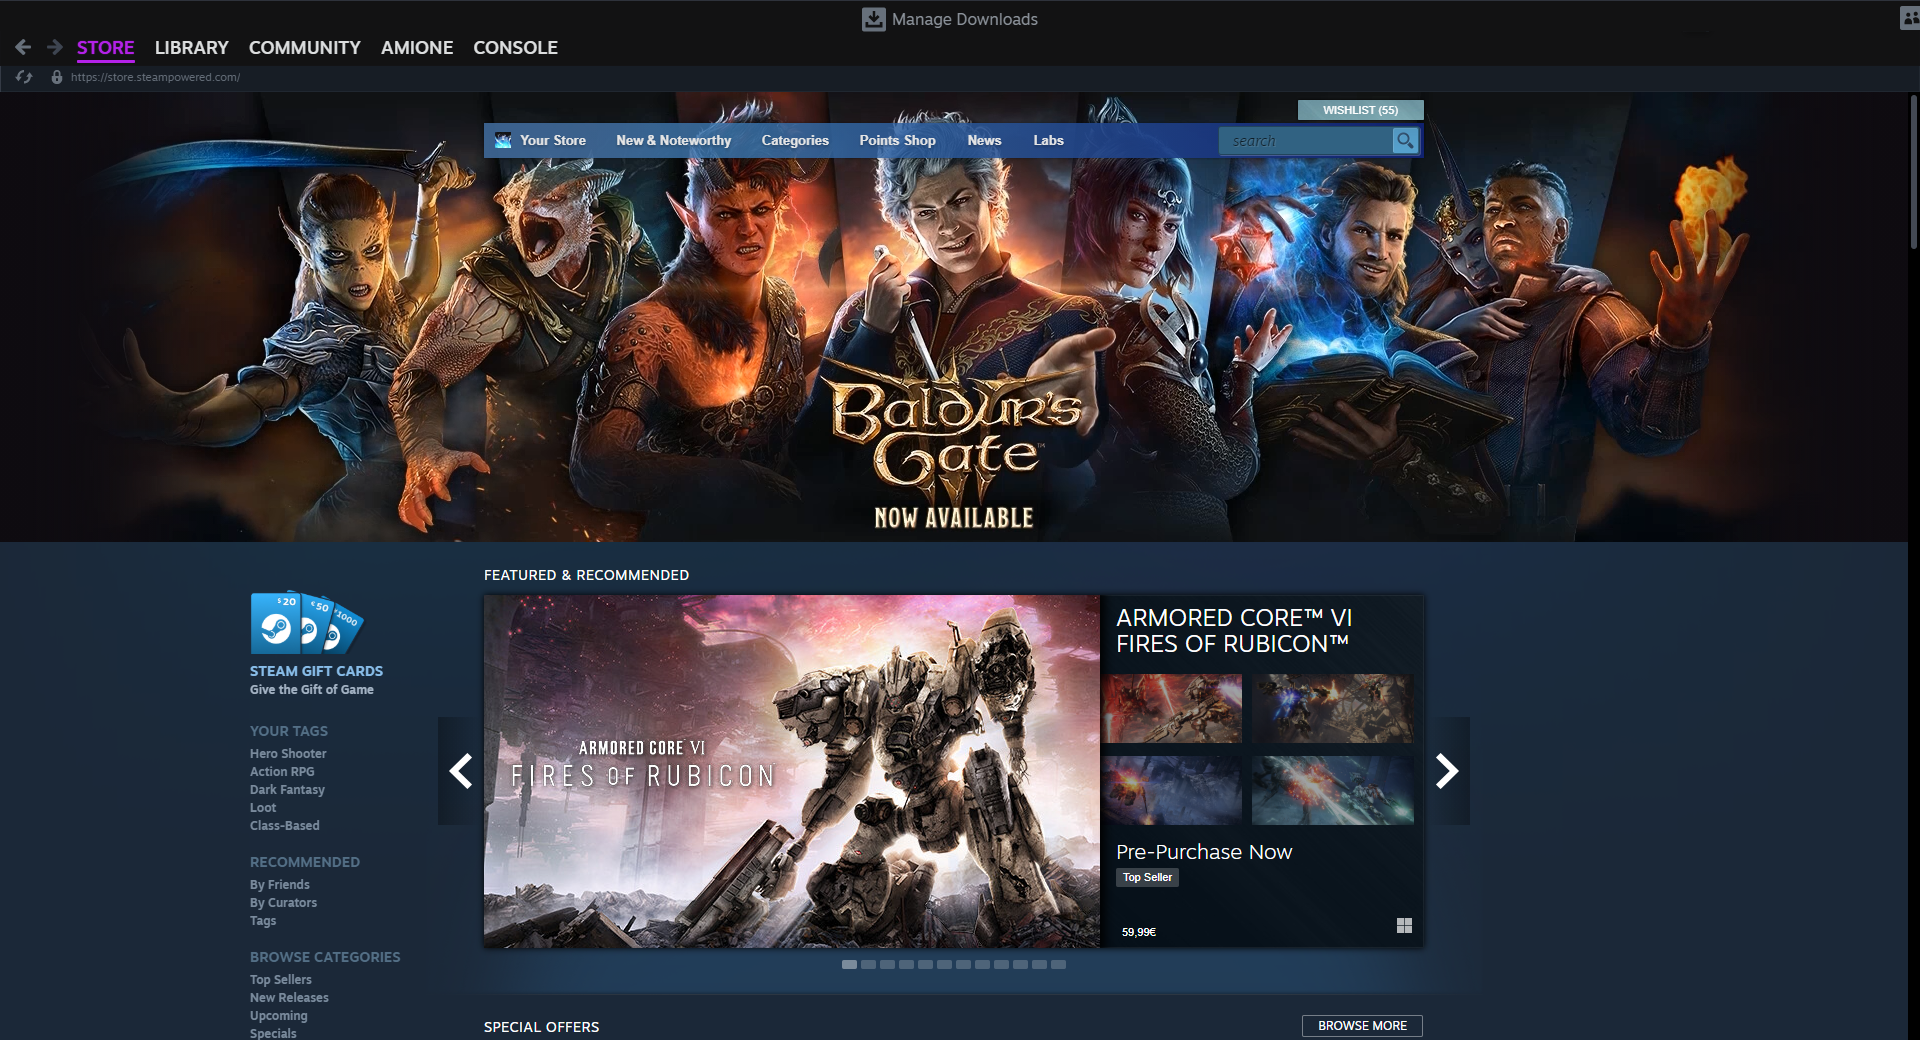 Manage Downloads
STORE LIBRARY COMMUNITY AMIONE CONSOLE
https://store.steampowered.com/
WISHLIST (55)
Your Store New & Noteworthy Categories Points Shop News Labs search
BALDUR'S
GATE™
III
NOW AVAILABLE
FEATURED & RECOMMENDED
$20 €50 ¥1000
STEAM GIFT CARDS
Give the Gift of Game
YOUR TAGS
Hero Shooter
Action RPG
Dark Fantasy
Loot
Class-Based
RECOMMENDED
By Friends
By Curators
Tags
BROWSE CATEGORIES
Top Sellers
New Releases
Upcoming
Specials
ARMORED CORE VI
FIRES OF RUBICON
ARMORED CORE™ VI
FIRES OF RUBICON™
Pre-Purchase Now
Top Seller
59,99€
SPECIAL OFFERS
BROWSE MORE